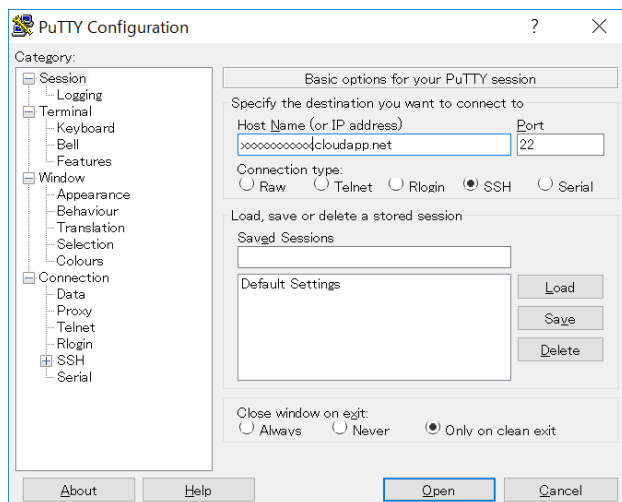 PuTTY Configuration
?
Category:
Session
Logging
Terminal
Keyboard
Bell
Features
Window
Appearance
Behaviour
Translation
Selection
Colours
Connection
Data
Proxy
Telnet
Rlogin
SSH
Serial
Basic options for your PuTTY session
Specify the destination you want to connect to
Host Name (or IP address) Port
xxxxxxxxxxx.cloudapp.net 22
Connection type:
Raw Telnet Rlogin SSH Serial
Load, save or delete a stored session
Saved Sessions
Default Settings
Load
Save
Delete
Close window on exit:
Always Never Only on clean exit
About Help Open Cancel